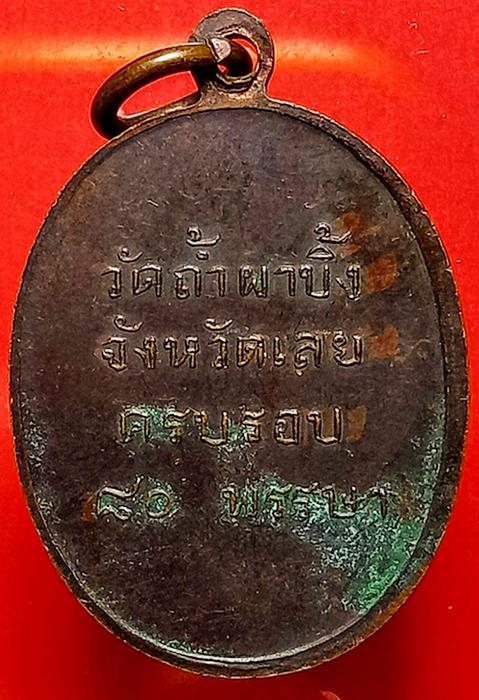 วัดถ้ำผาบิ้ง
จังหวัดเลย
ครบรอบ
๘๐ พรรษา